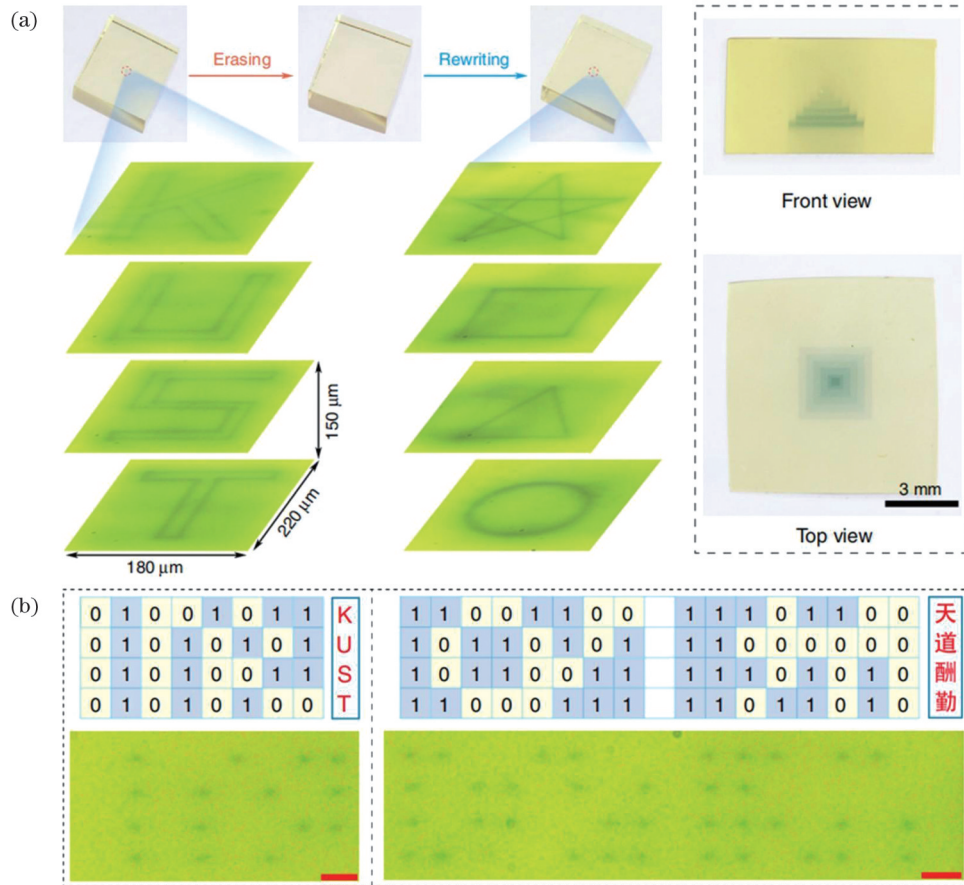 (a)
Erasing
Rewriting
Front view
150 μm
220 μm
180 μm
3 mm
Top view
(b)
0 1 0 0 1 0 1 1 K
0 1 0 1 0 1 0 1 U
0 1 0 1 0 0 1 1 S
0 1 0 1 0 1 0 0 T
1 1 0 0 1 1 0 0 1 1 1 0 1 1 0 0 天
1 0 1 1 0 1 0 1 1 1 0 0 0 0 0 0 道
1 0 1 1 0 0 1 1 1 1 1 0 1 0 1 0 酬
1 1 0 0 0 1 1 1 1 1 0 1 1 0 1 0 勤
K
U
S
T